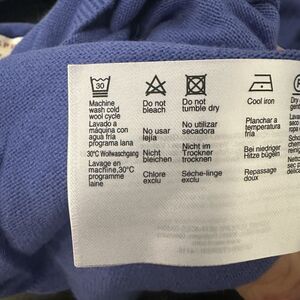 30
Machine
wash cold
wool cycle
Lavado a
máquina con
agua fría
programa lana
30°C Wollwaschgang
Lavage en
machine,30°C
programme
laine
Do not
bleach
No usar
lejía
Nicht
bleichen
Chlore
exclu
Do not
tumble dry
No utilizar
secadora
Nicht im
Trockner
trocknen
Séche-linge
exclu
Cool iron
Planchar a
temperatura
fría
Bei niedriger
Hitze bügeln
Repassage
doux